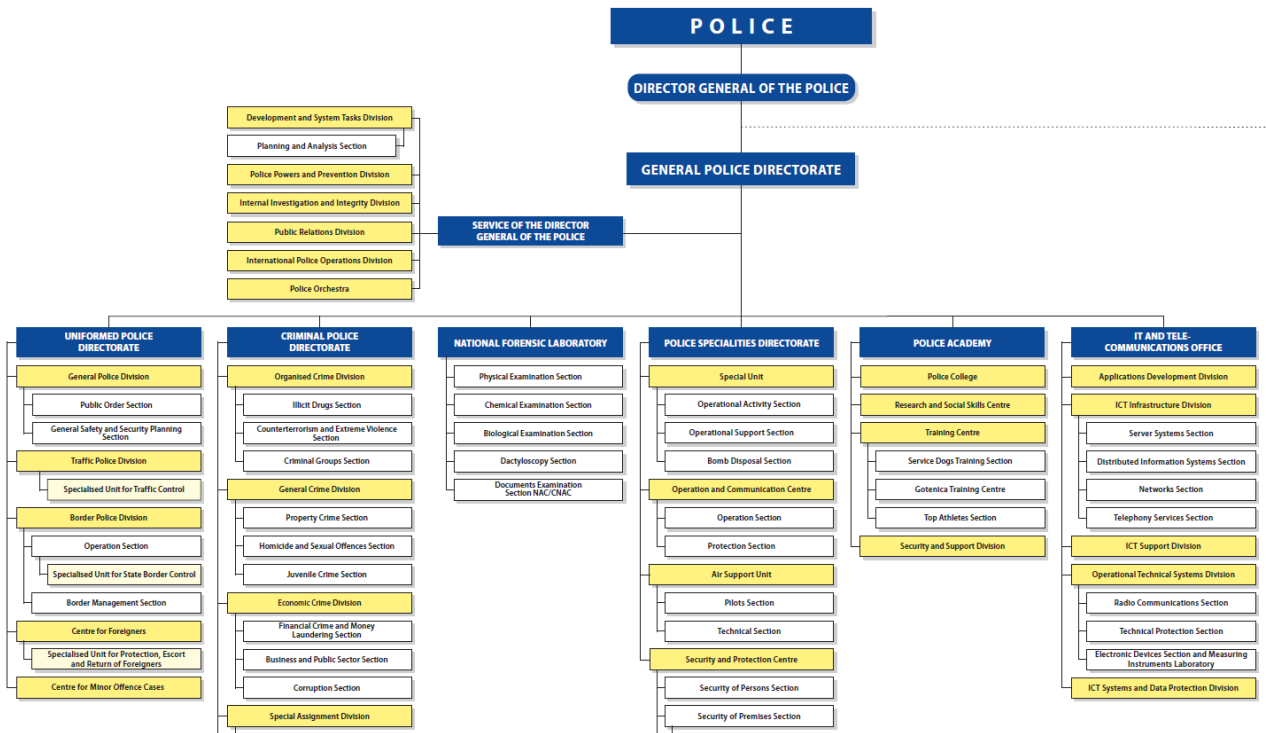 POLICE
DIRECTOR GENERAL OF THE POLICE
GENERAL POLICE DIRECTORATE
SERVICE OF THE DIRECTOR
GENERAL OF THE POLICE
Development and System Tasks Division
Planning and Analysis Section
Police Powers and Prevention Division
Internal Investigation and Integrity Division
Public Relations Division
International Police Operations Division
Police Orchestra
UNIFORMED POLICE
DIRECTORATE
General Police Division
Public Order Section
General Safety and Security Planning
Section
Traffic Police Division
Specialised Unit for Traffic Control
Border Police Division
Operation Section
Specialised Unit for State Border Control
Border Management Section
Centre for Foreigners
Specialised Unit for Protection, Escort
and Return of Foreigners
Centre for Minor Offence Cases
CRIMINAL POLICE
DIRECTORATE
Organised Crime Division
Illicit Drugs Section
Counterterrorism and Extreme Violence
Section
Criminal Groups Section
General Crime Division
Property Crime Section
Homicide and Sexual Offences Section
Juvenile Crime Section
Economic Crime Division
Financial Crime and Money
Laundering Section
Business and Public Sector Section
Corruption Section
Special Assignment Division
NATIONAL FORENSIC LABORATORY
Physical Examination Section
Chemical Examination Section
Biological Examination Section
Dactyloscopy Section
Documents Examination
Section NAC/CNAC
POLICE SPECIALITIES DIRECTORATE
Special Unit
Operational Activity Section
Operational Support Section
Bomb Disposal Section
Operation and Communication Centre
Operation Section
Protection Section
Air Support Unit
Pilots Section
Technical Section
Security and Protection Centre
Security of Persons Section
Security of Premises Section
POLICE ACADEMY
Police College
Research and Social Skills Centre
Training Centre
Service Dogs Training Section
Gotenica Training Centre
Top Athletes Section
Security and Support Division
IT AND TELE-
COMMUNICATIONS OFFICE
Applications Development Division
ICT Infrastructure Division
Server Systems Section
Distributed Information Systems Section
Networks Section
Telephony Services Section
ICT Support Division
Operational Technical Systems Division
Radio Communications Section
Technical Protection Section
Electronic Devices Section and Measuring
Instruments Laboratory
ICT Systems and Data Protection Division